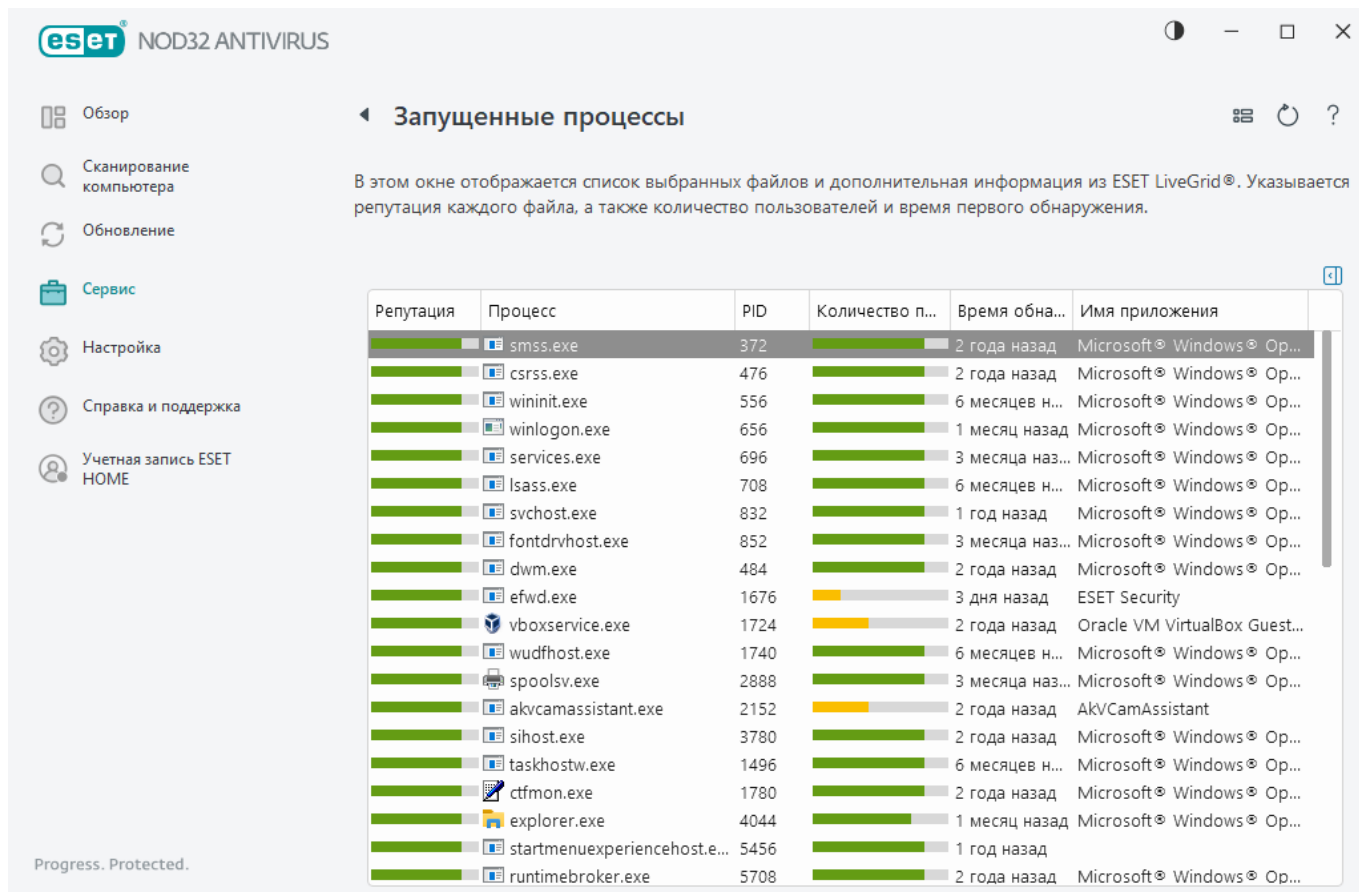 eset® NOD32 ANTIVIRUS
Обзор
Сканирование
компьютера
Обновление
Сервис
Настройка
Справка и поддержка
Учетная запись ESET
HOME
Progress. Protected.
Запущенные процессы
?
В этом окне отображается список выбранных файлов и дополнительная информация из ESET LiveGrid®. Указывается
репутация каждого файла, а также количество пользователей и время первого обнаружения.
Репутация Процесс PID Количество п... Время обна... Имя приложения
smss.exe 372 2 года назад Microsoft® Windows® Op...
csrss.exe 476 2 года назад Microsoft® Windows® Op...
wininit.exe 556 6 месяцев н... Microsoft® Windows® Op...
winlogon.exe 656 1 месяц назад Microsoft® Windows® Op...
services.exe 696 3 месяца наз... Microsoft® Windows® Op...
lsass.exe 708 6 месяцев н... Microsoft® Windows® Op...
svchost.exe 832 1 год назад Microsoft® Windows® Op...
fontdrvhost.exe 852 3 месяца наз... Microsoft® Windows® Op...
dwm.exe 484 2 года назад Microsoft® Windows® Op...
efwd.exe 1676 3 дня назад ESET Security
vboxservice.exe 1724 2 года назад Oracle VM VirtualBox Guest...
wudfhost.exe 1740 6 месяцев н... Microsoft® Windows® Op...
spoolsv.exe 2888 3 месяца наз... Microsoft® Windows® Op...
akvcamassistant.exe 2152 2 года назад AkVCamAssistant
sihost.exe 3780 2 года назад Microsoft® Windows® Op...
taskhostw.exe 1496 6 месяцев н... Microsoft® Windows® Op...
ctfmon.exe 1780 2 года назад Microsoft® Windows® Op...
explorer.exe 4044 1 месяц назад Microsoft® Windows® Op...
startmenuexperiencehost.e... 5456 1 год назад
runtimebroker.exe 5708 2 года назад Microsoft® Windows® Op...